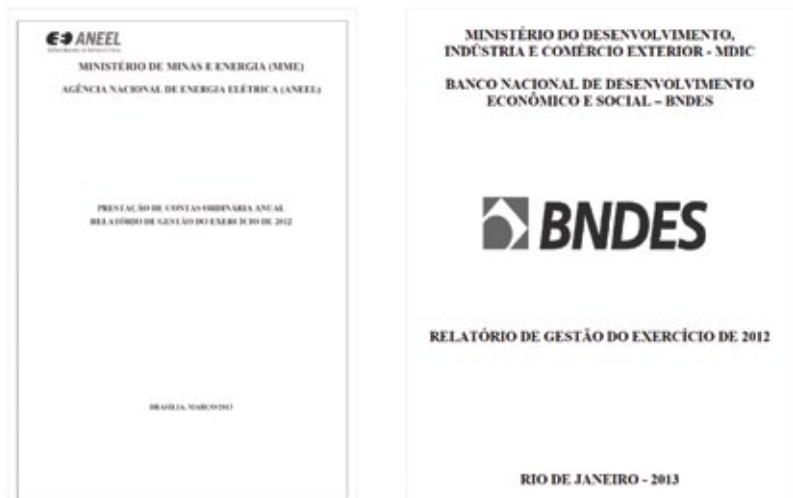 ANEEL
MINISTÉRIO DE MINAS E ENERGIA (MME)
AGÊNCIA NACIONAL DE ENERGIA ELÉTRICA (ANEEL)
PRESTAÇÃO DE CONTAS ORDINÁRIA ANUAL
RELATÓRIO DE GESTÃO DO EXERCÍCIO DE 2012
BRASÍLIA, MARÇO/2013
MINISTÉRIO DO DESENVOLVIMENTO,
INDÚSTRIA E COMÉRCIO EXTERIOR - MDIC
BANCO NACIONAL DE DESENVOLVIMENTO
ECONÔMICO E SOCIAL – BNDES
BNDES
RELATÓRIO DE GESTÃO DO EXERCÍCIO DE 2012
RIO DE JANEIRO - 2013